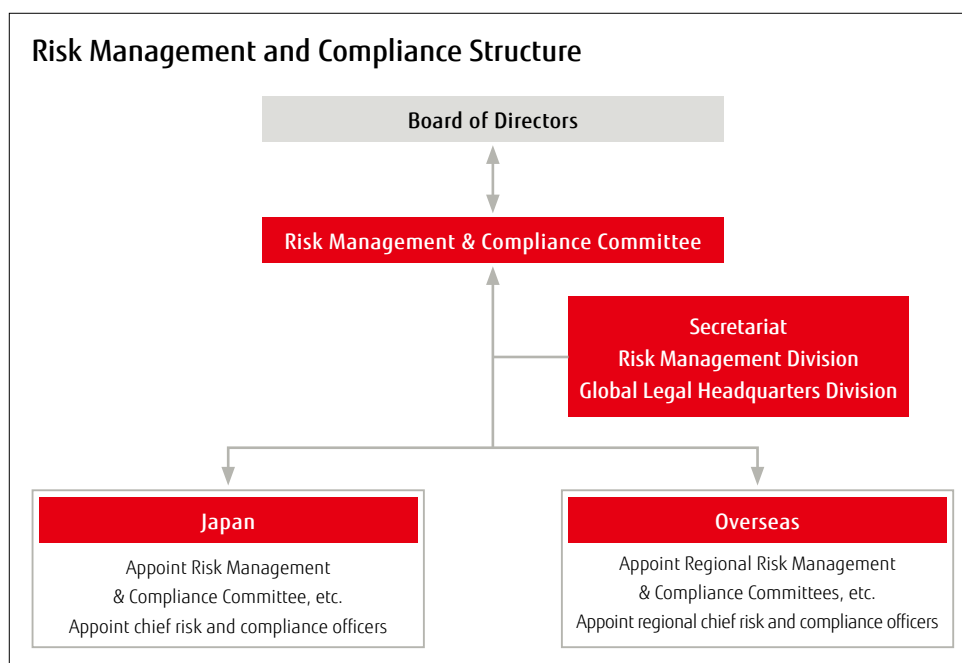 Risk Management and Compliance Structure
Board of Directors
Risk Management & Compliance Committee
Secretariat
Risk Management Division
Global Legal Headquarters Division
Japan
Appoint Risk Management
& Compliance Committee, etc.
Appoint chief risk and compliance officers
Overseas
Appoint Regional Risk Management
& Compliance Committees, etc.
Appoint regional chief risk and compliance officers